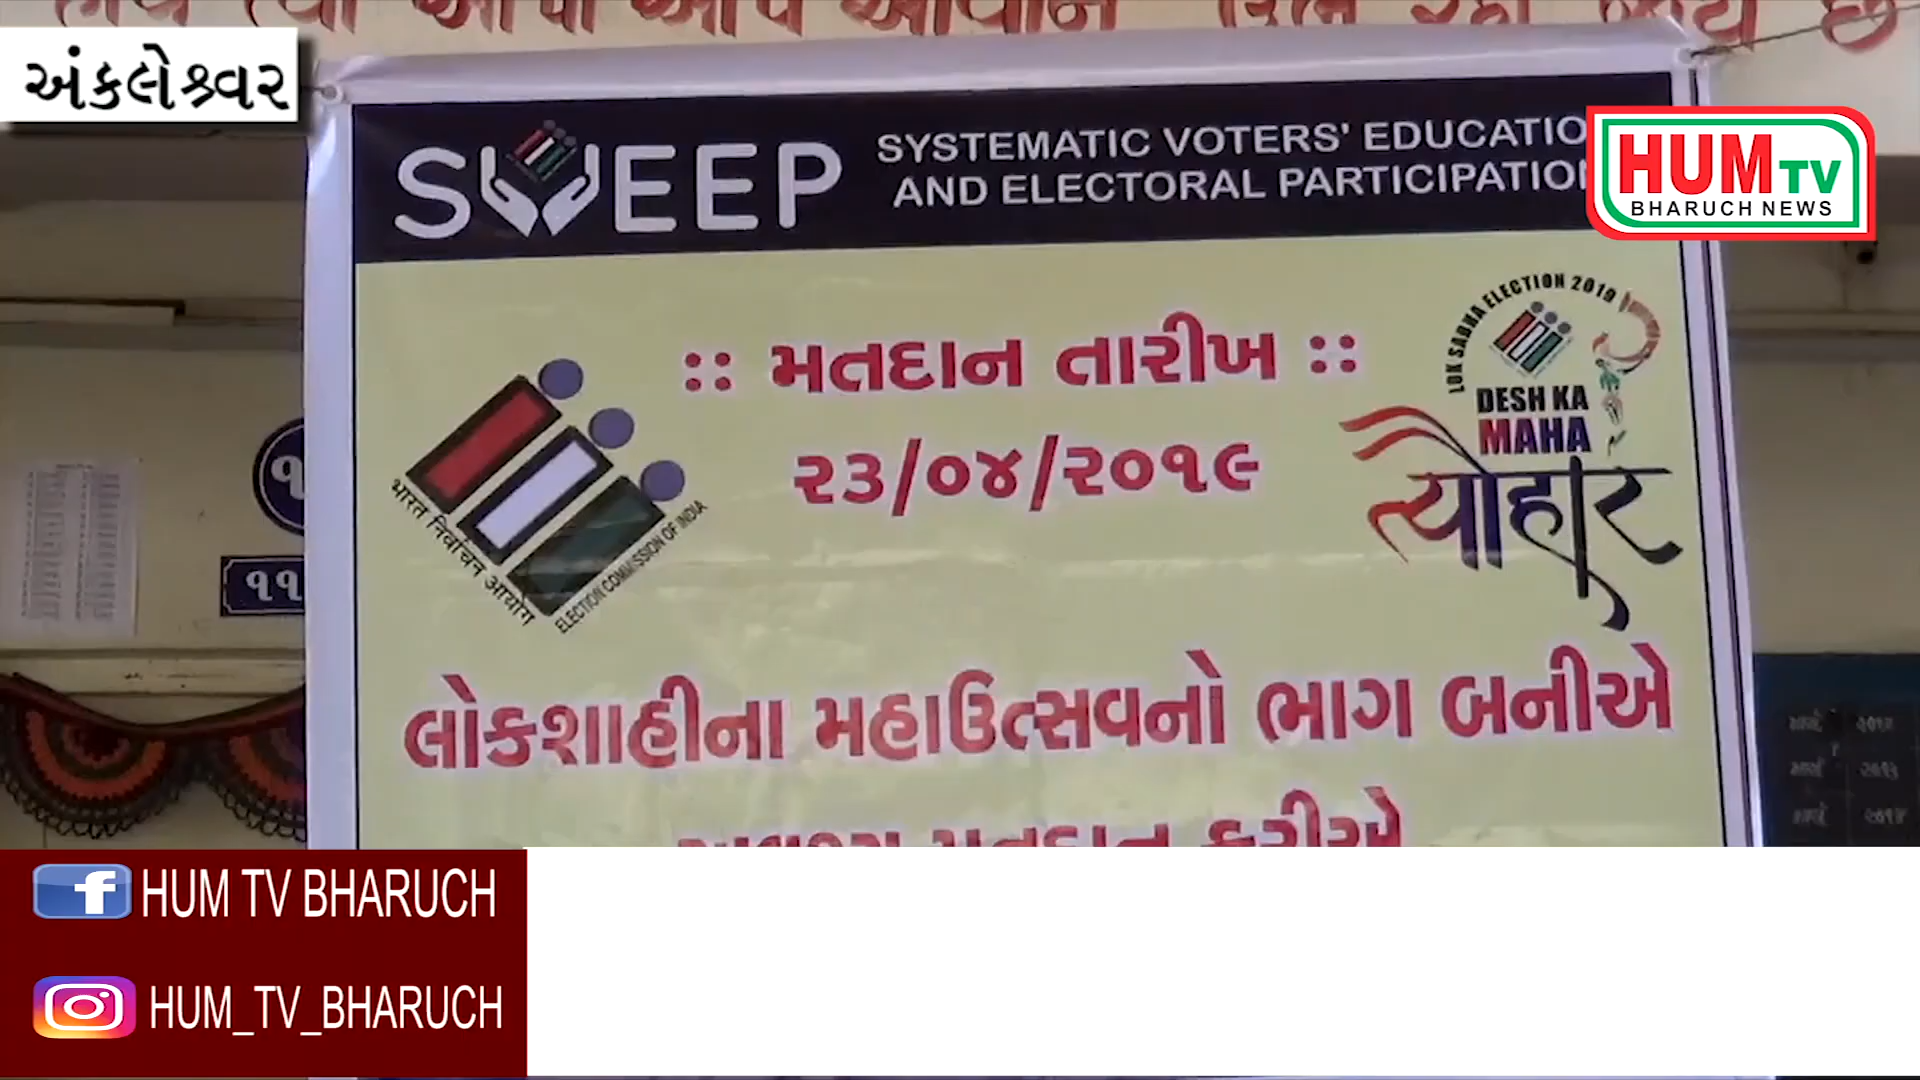 અંકલેશ્વર
SWEEP
SYSTEMATIC VOTERS' EDUCATIO
AND ELECTORAL PARTICIPATION
HUM TV
BHARUCH NEWS
LOK SABHA ELECTION 2019
DESH KA
MAHA
त्योहार
:: મતદાન તારીખ ::
૨૩/૦૪/૨૦૧૯
भारत निर्वाचन आयोग
ELECTION COMMISSION OF INDIA
૧૧
લોકશાહીના મહાઉત્સવનો ભાગ બનીએ
HUM TV BHARUCH
HUM_TV_BHARUCH